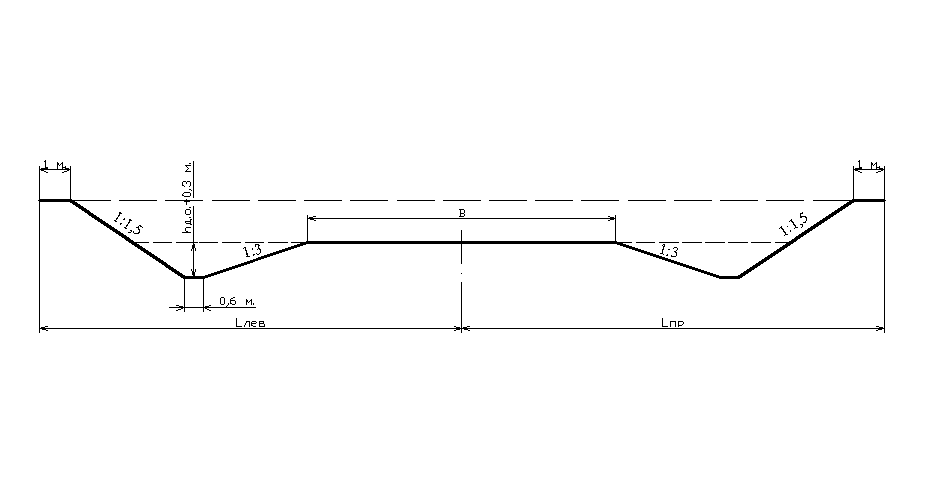 1 м.
hд.о.+0,3 м.
1 м.
1:1,5
B
1:1,5
1:3
1:3
0,6 м.
Lлев
Lпр